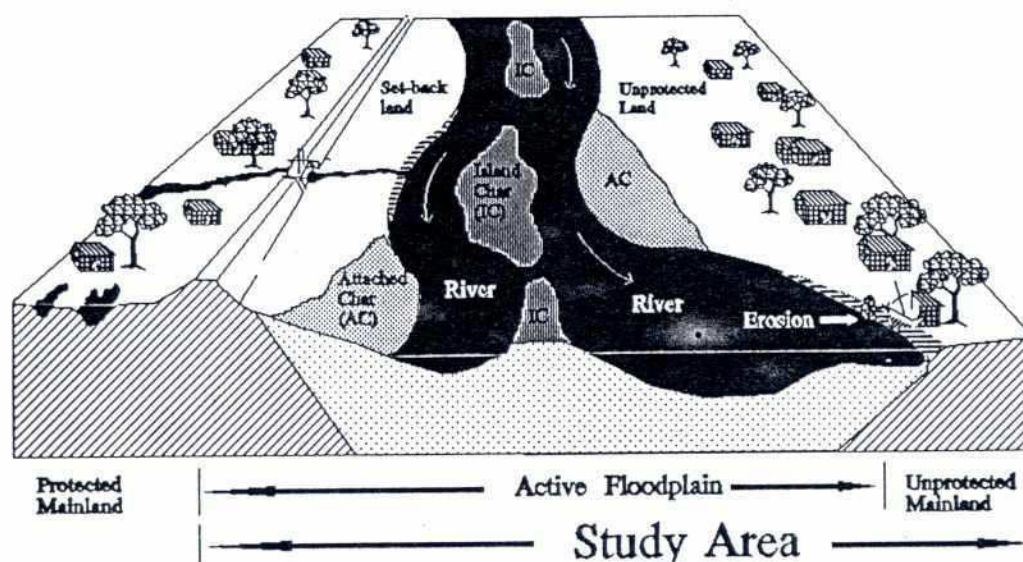 IC
Set-back
land
Unprotected
Land
Island
Char
(IC)
AC
Attached
Char
(AC)
River
IC
River
Erosion
Protected
Mainland
Active Floodplain
Unprotected
Mainland
Study Area